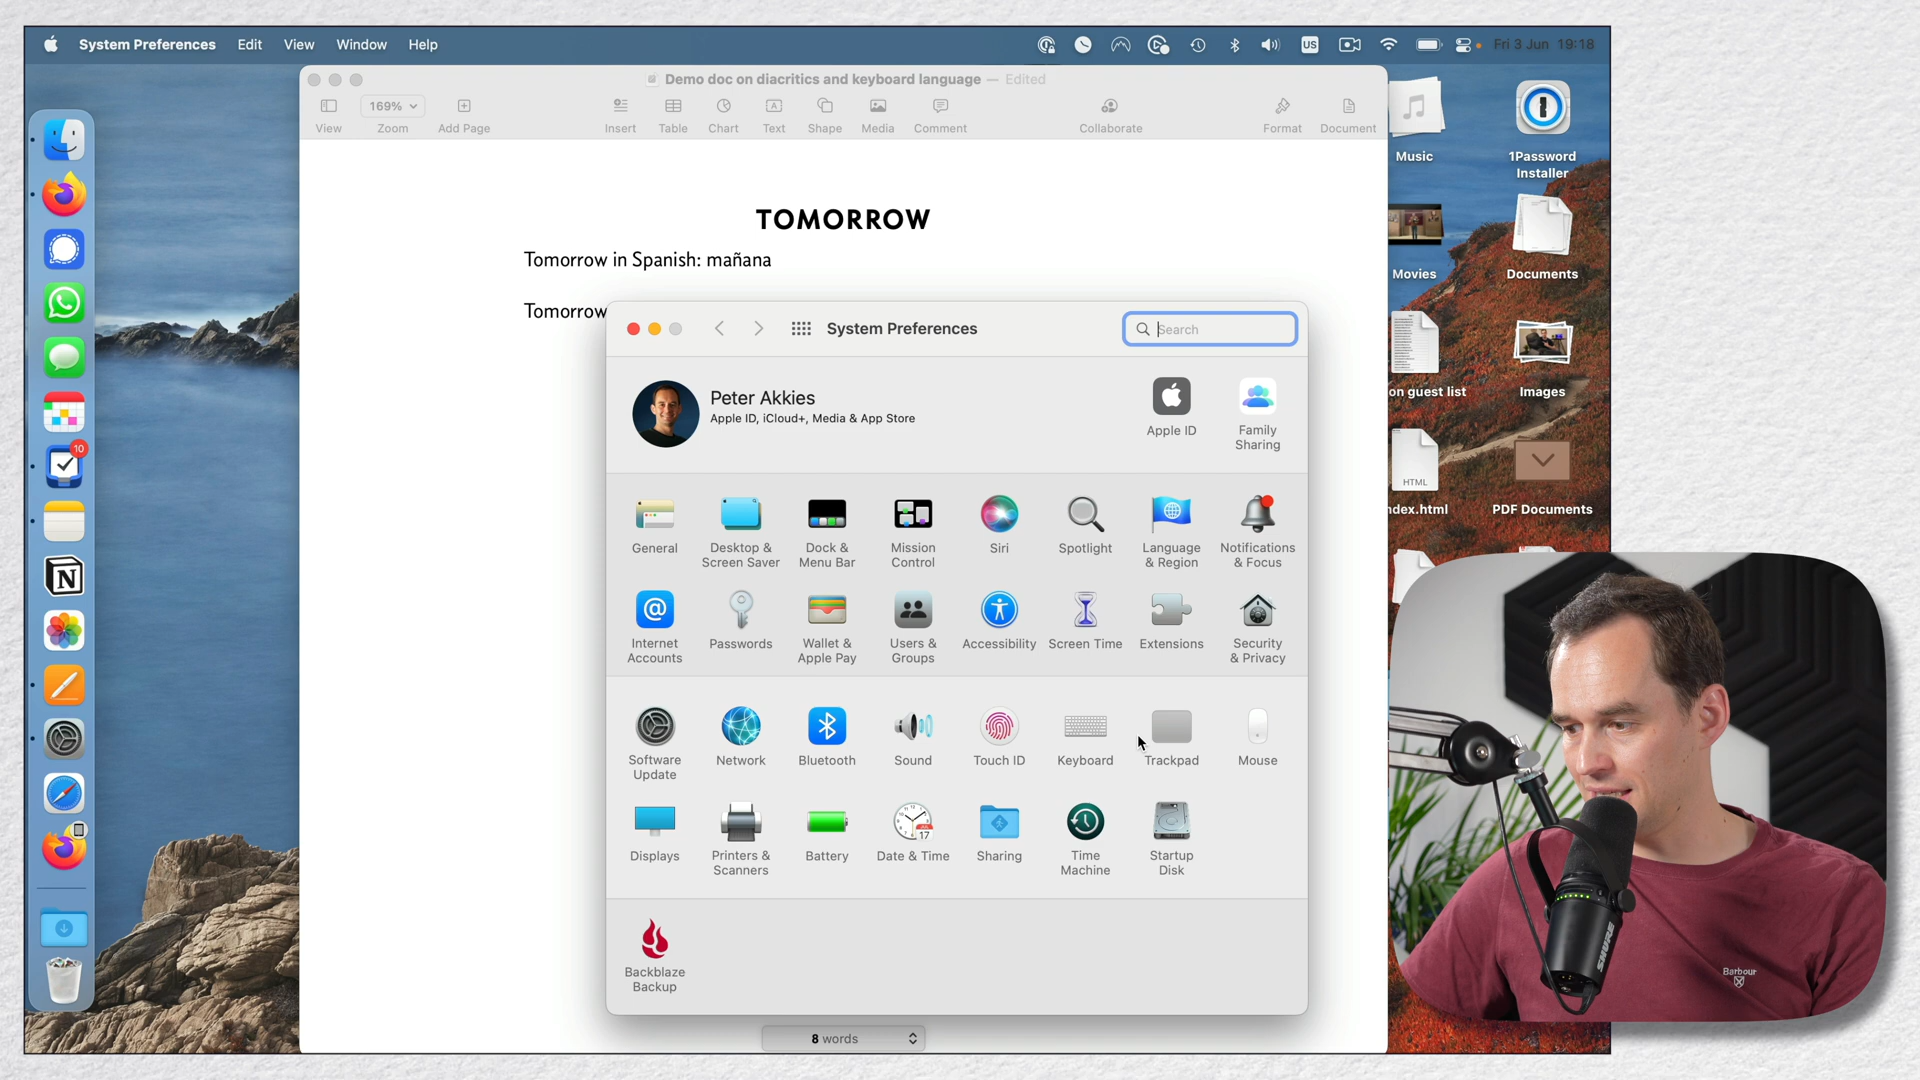 System Preferences Edit View Window Help
US
Fri 3 Jun 19:18
Demo doc on diacritics and keyboard language — Edited
169%
View Zoom Add Page Insert Table Chart Text Shape Media Comment Collaborate Format Document
TOMORROW
Tomorrow in Spanish: mañana
Tomorrow
System Preferences
Search
Peter Akkies
Apple ID, iCloud+, Media & App Store
Apple ID
Family
Sharing
General
Desktop &
Screen Saver
Dock &
Menu Bar
Mission
Control
Siri
Spotlight
Language
& Region
Notifications
& Focus
Internet
Accounts
Passwords
Wallet &
Apple Pay
Users &
Groups
Accessibility
Screen Time
Extensions
Security
& Privacy
Software
Update
Network
Bluetooth
Sound
Touch ID
Keyboard
Trackpad
Mouse
Displays
Printers &
Scanners
Battery
17
Date & Time
Sharing
Time
Machine
Startup
Disk
Backblaze
Backup
8 words
10
Music
1Password
Installer
Movies
Documents
on guest list
Images
HTML
ndex.html
PDF Documents
SHURE
Barbour